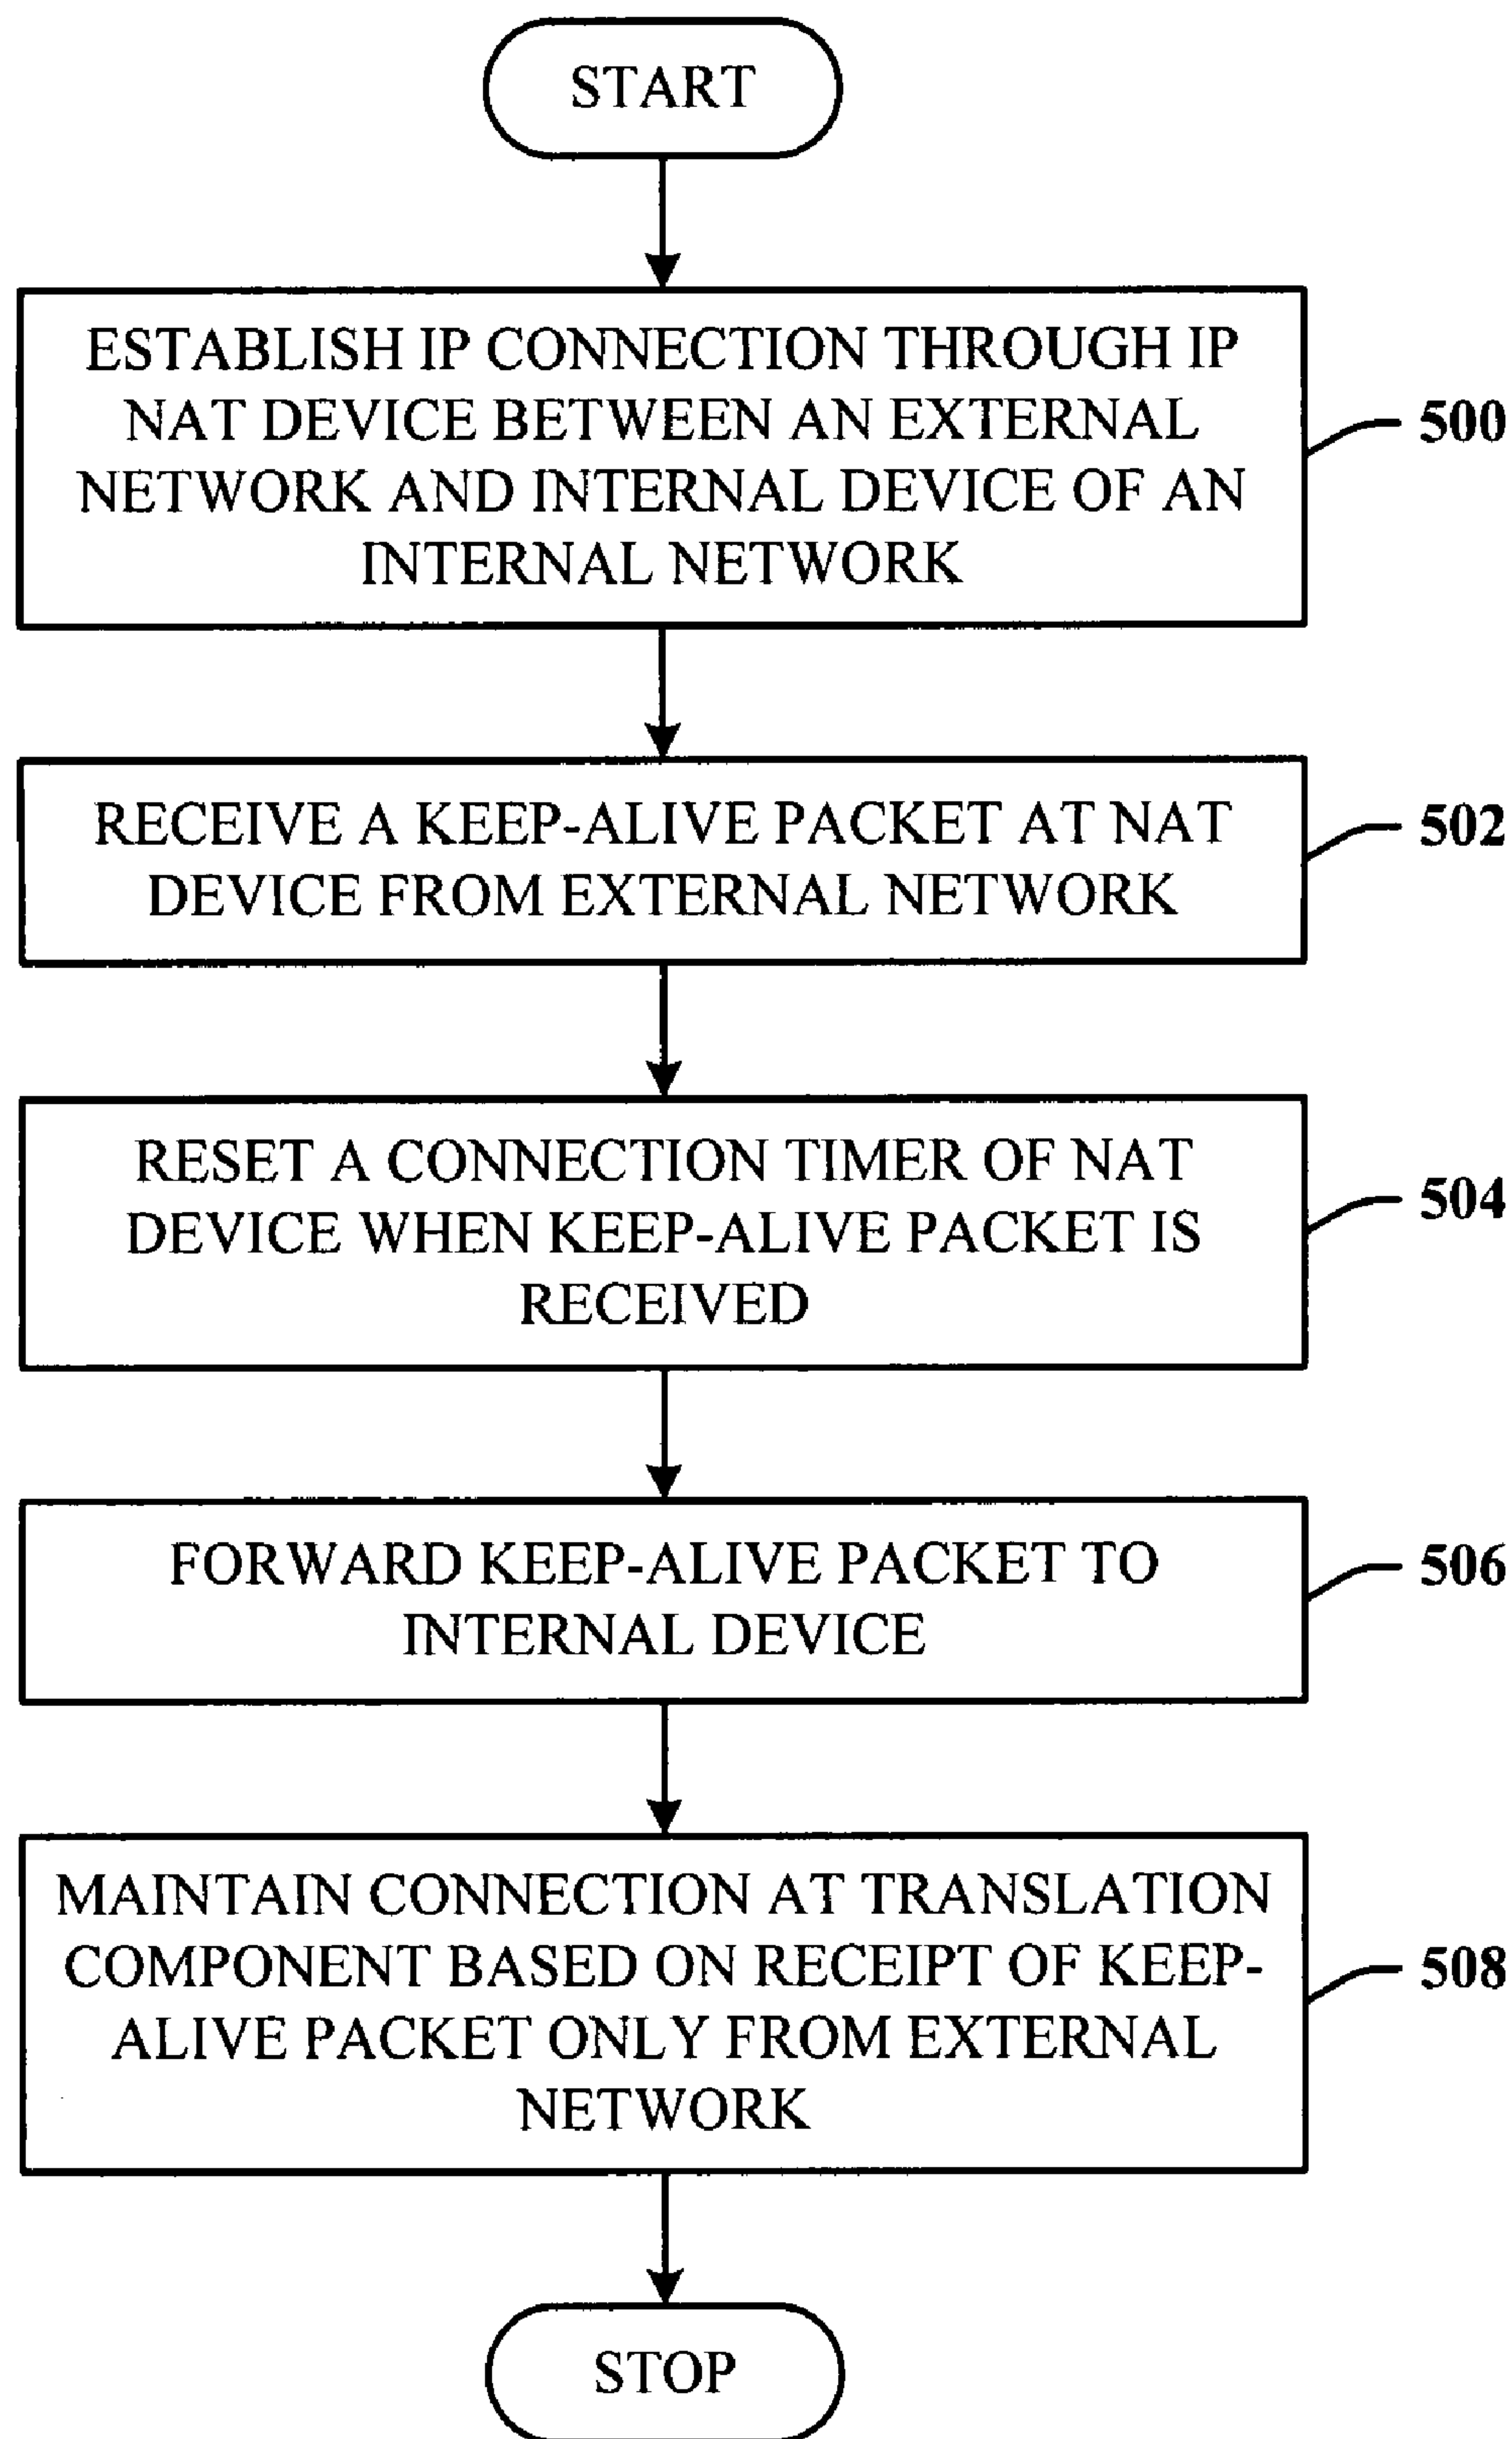 START
ESTABLISH IP CONNECTION THROUGH IP
NAT DEVICE BETWEEN AN EXTERNAL
NETWORK AND INTERNAL DEVICE OF AN
INTERNAL NETWORK
500
RECEIVE A KEEP-ALIVE PACKET AT NAT
DEVICE FROM EXTERNAL NETWORK
502
RESET A CONNECTION TIMER OF NAT
DEVICE WHEN KEEP-ALIVE PACKET IS
RECEIVED
504
FORWARD KEEP-ALIVE PACKET TO
INTERNAL DEVICE
506
MAINTAIN CONNECTION AT TRANSLATION
COMPONENT BASED ON RECEIPT OF KEEP-
ALIVE PACKET ONLY FROM EXTERNAL
NETWORK
508
STOP